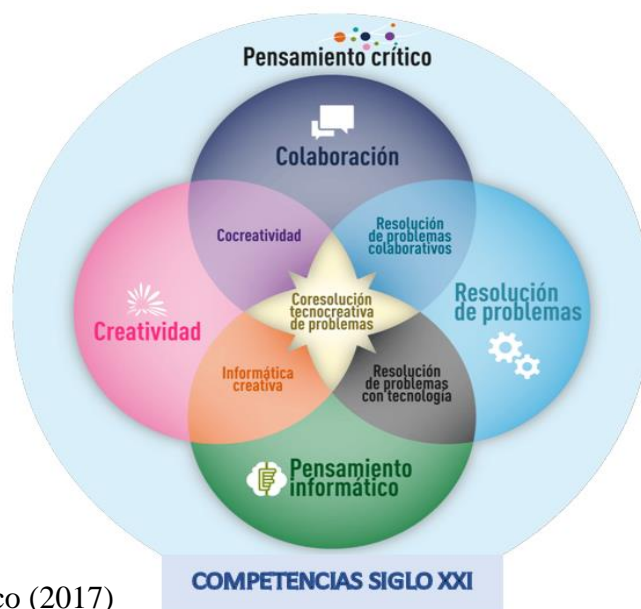 Pensamiento crítico
Colaboración
Cocreatividad
Resolución
de problemas
colaborativos
Coresolución
tecnocreativa
de problemas
Creatividad
Resolución
de problemas
Informática
creativa
Resolución
de problemas
con tecnología
Pensamiento
informático
COMPETENCIAS SIGLO XXI
(2017)